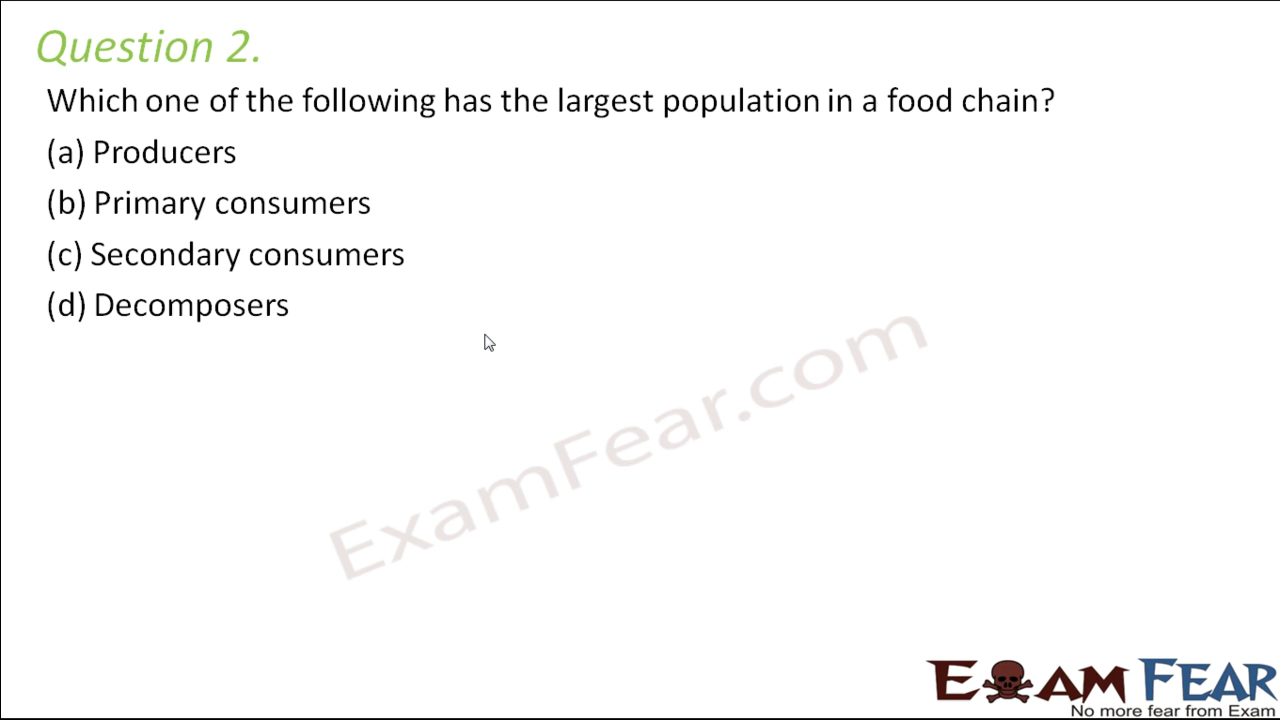 Question 2.
Which one of the following has the largest population in a food chain?
(a) Producers
(b) Primary consumers
(c) Secondary consumers
(d) Decomposers
ExamFear.com
EXAM FEAR
No more fear from Exam